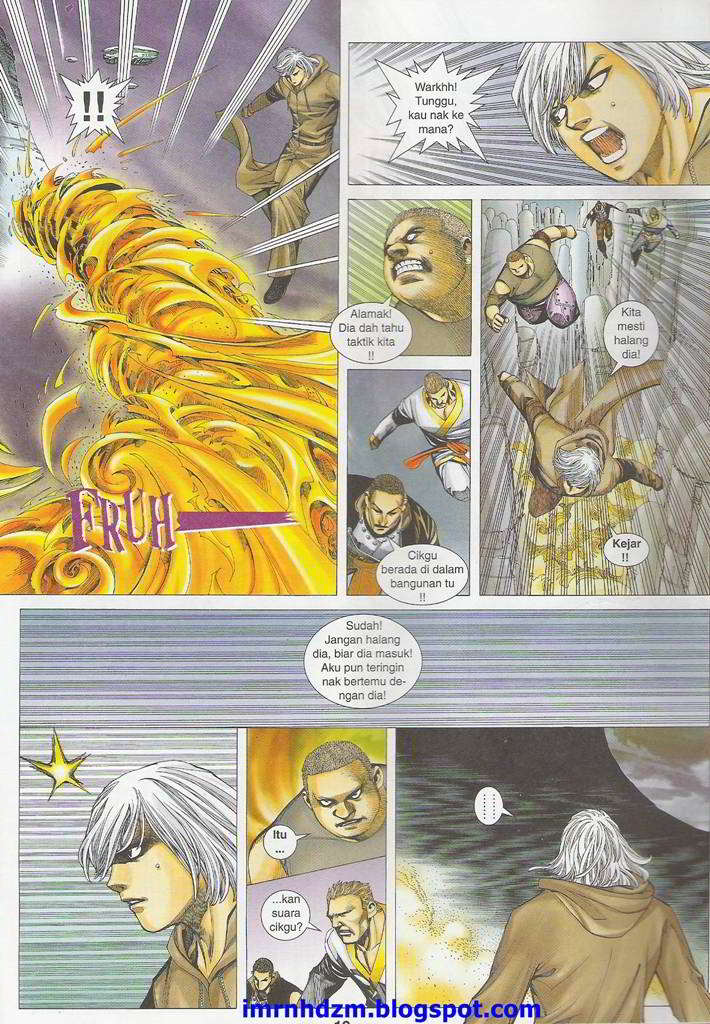 !!
FRUH
Warkhh!
Tunggu,
kau nak ke
mana?
Alamak!
Dia dah tahu
taktik kita
!!
Kita
mesti
halang
dia!
Cikgu
berada di dalam
bangunan tu
!!
Kejar
!!
Sudah!
Jangan halang
dia, biar dia masuk!
Aku pun teringin
nak bertemu de-
ngan dia!
Itu
...
...kan
suara
cikgu?
......
imrnhdzm.blogspot.com